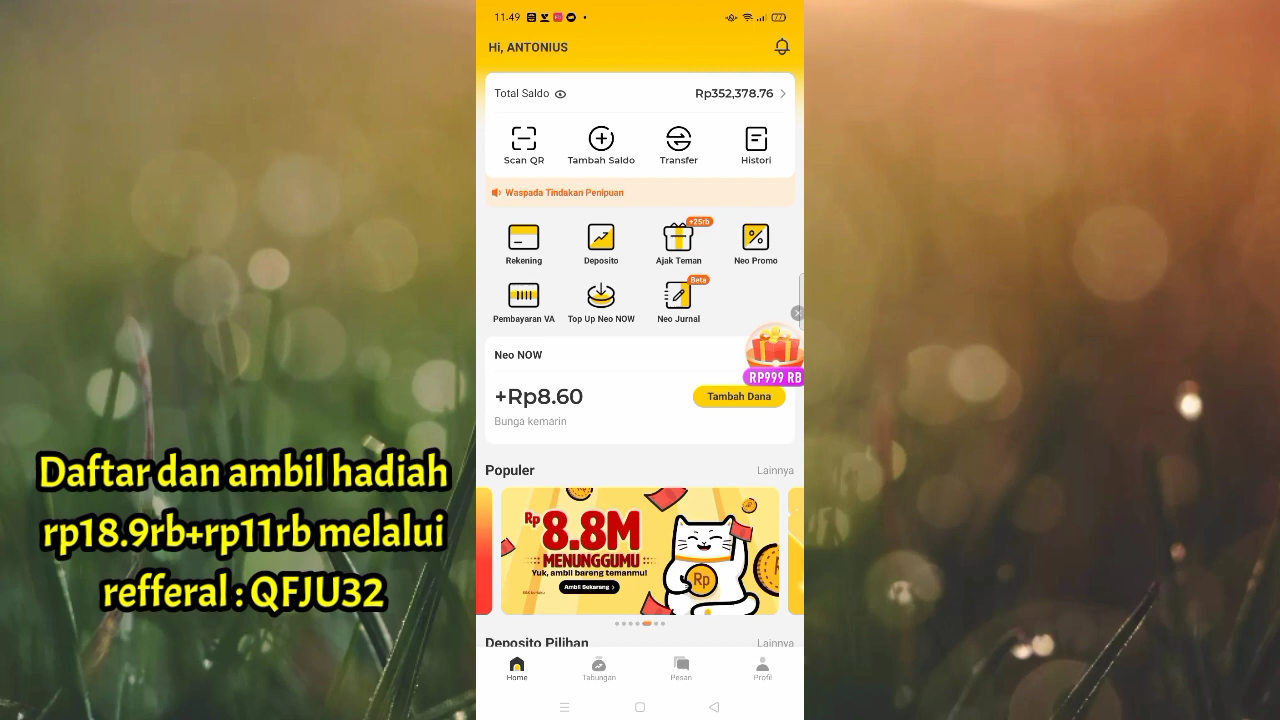 11.49
77
Hi, ANTONIUS
Total Saldo
Rp352,378.76
Scan QR
Tambah Saldo
Transfer
Histori
Waspada Tindakan Penipuan
+25rb
Rekening
Deposito
Ajak Teman
Neo Promo
Beta
Pembayaran VA
Top Up Neo NOW
Neo Jurnal
RP999 RB
Neo NOW
+Rp8.60
Tambah Dana
Bunga kemarin
Daftar dan ambil hadiah
rp18.9rb+rp11rb melalui
refferal : QFJU32
Populer
Lainnya
Rp 8.8M
MENUNGGUMU
Yuk, ambil bareng temanmu!
Ambil Sekarang
Rp
Deposito Pilihan
Lainnya
Home
Tabungan
Pesan
Profil